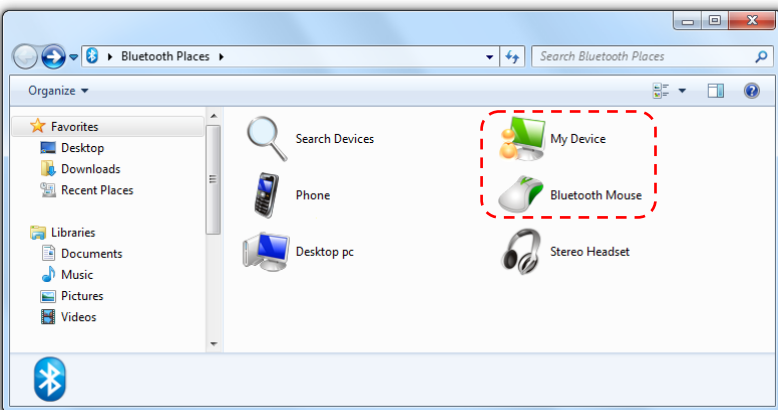 Bluetooth Places
Search Bluetooth Places
Organize
Favorites
Desktop
Downloads
Recent Places
Libraries
Documents
Music
Pictures
Videos
Search Devices
My Device
Phone
Bluetooth Mouse
Desktop pc
Stereo Headset